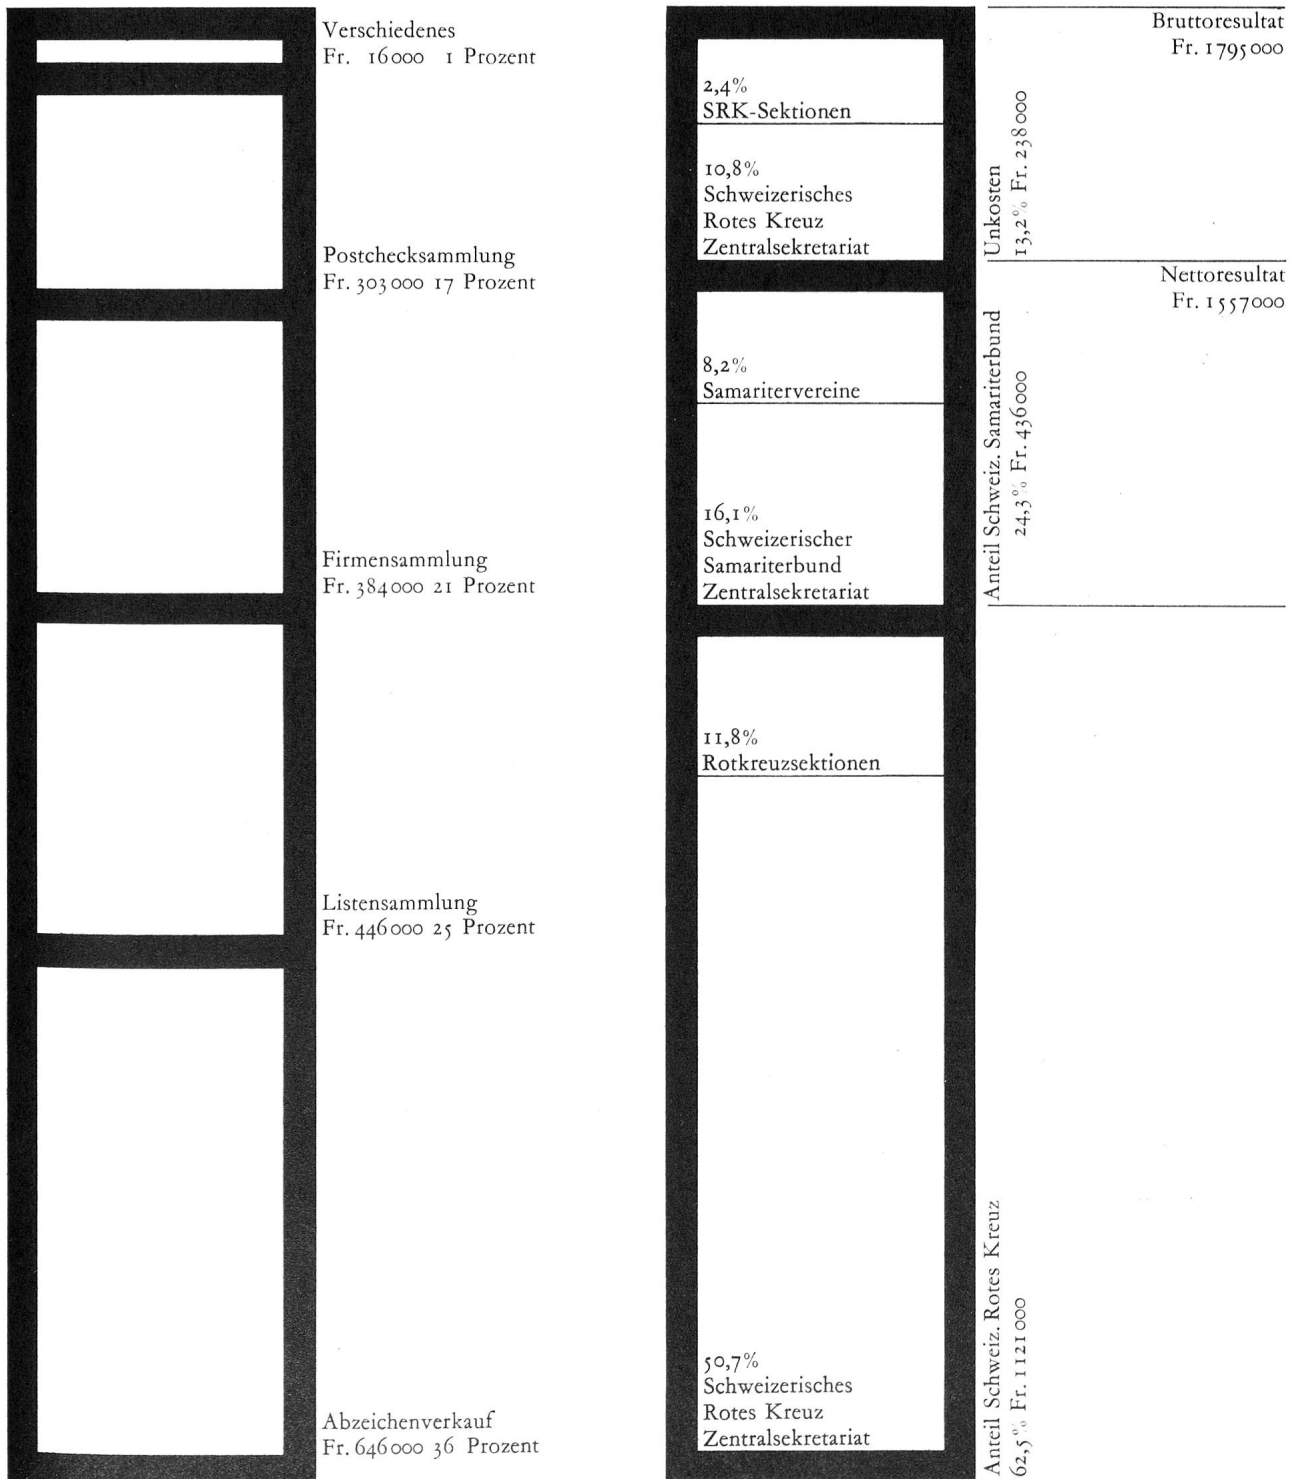 Verschiedenes
Fr. 16000 1 Prozent
Postchecksammlung
Fr. 303000 17 Prozent
Firmensammlung
Fr. 384000 21 Prozent
Listensammlung
Fr. 446000 25 Prozent
Abzeichenverkauf
Fr. 646000 36 Prozent
2,4%
SRK-Sektionen
10,8%
Schweizerisches
Rotes Kreuz
Zentralsekretariat
8,2%
Samaritervereine
16,1%
Schweizerischer
Samariterbund
Zentralsekretariat
11,8%
Rotkreuzsektionen
50,7%
Schweizerisches
Rotes Kreuz
Zentralsekretariat
Bruttoresultat
Fr. 1795000
Unkosten
13,2% Fr. 238000
Nettoresultat
Fr. 1557000
Anteil Schweiz. Samariterbund
24,3% Fr. 436000
Anteil Schweiz. Rotes Kreuz
62,5% Fr. 1121000